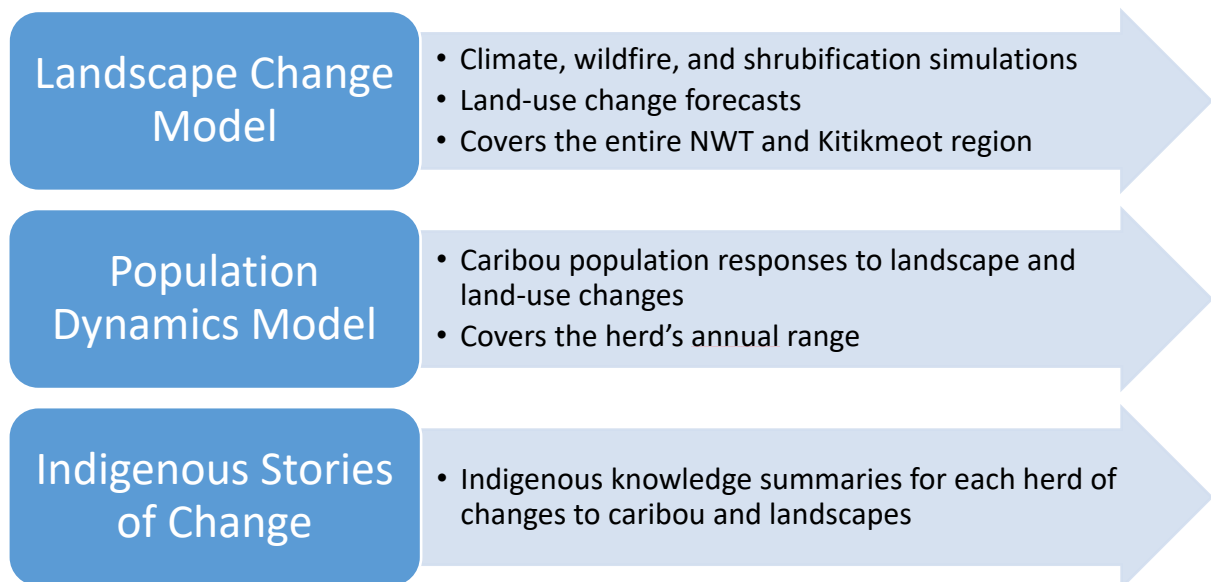 Landscape Change
Model
• Climate, wildfire, and shrubification simulations
• Land-use change forecasts
• Covers the entire NWT and Kitikmeot region
Population
Dynamics Model
• Caribou population responses to landscape and
land-use changes
• Covers the herd’s annual range
Indigenous Stories
of Change
• Indigenous knowledge summaries for each herd of
changes to caribou and landscapes